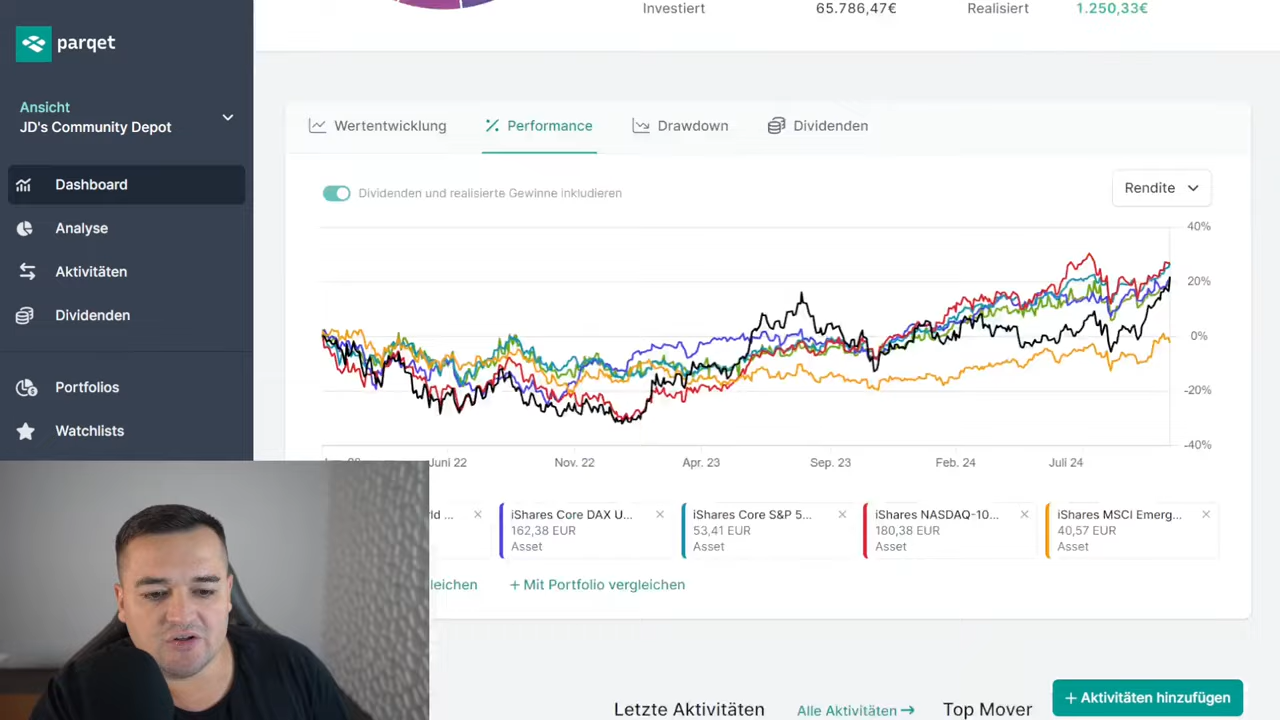 Investiert 65.786,47€ Realisiert 1.250,33€
parqet
Ansicht
JD's Community Depot
Dashboard
Analyse
Aktivitäten
Dividenden
Portfolios
Watchlists
Wertentwicklung Performance Drawdown Dividenden
Dividenden und realisierte Gewinne inkludieren
Rendite
40%
20%
0%
-20%
-40%
Juni 22 Nov. 22 Apr. 23 Sep. 23 Feb. 24 Juli 24
iShares Core DAX U...
162,38 EUR
Asset
iShares Core S&P 5...
53,41 EUR
Asset
iShares NASDAQ-10...
180,38 EUR
Asset
iShares MSCI Emerg...
40,57 EUR
Asset
+ Mit Portfolio vergleichen
Letzte Aktivitäten Alle Aktivitäten → Top Mover
+ Aktivitäten hinzufügen